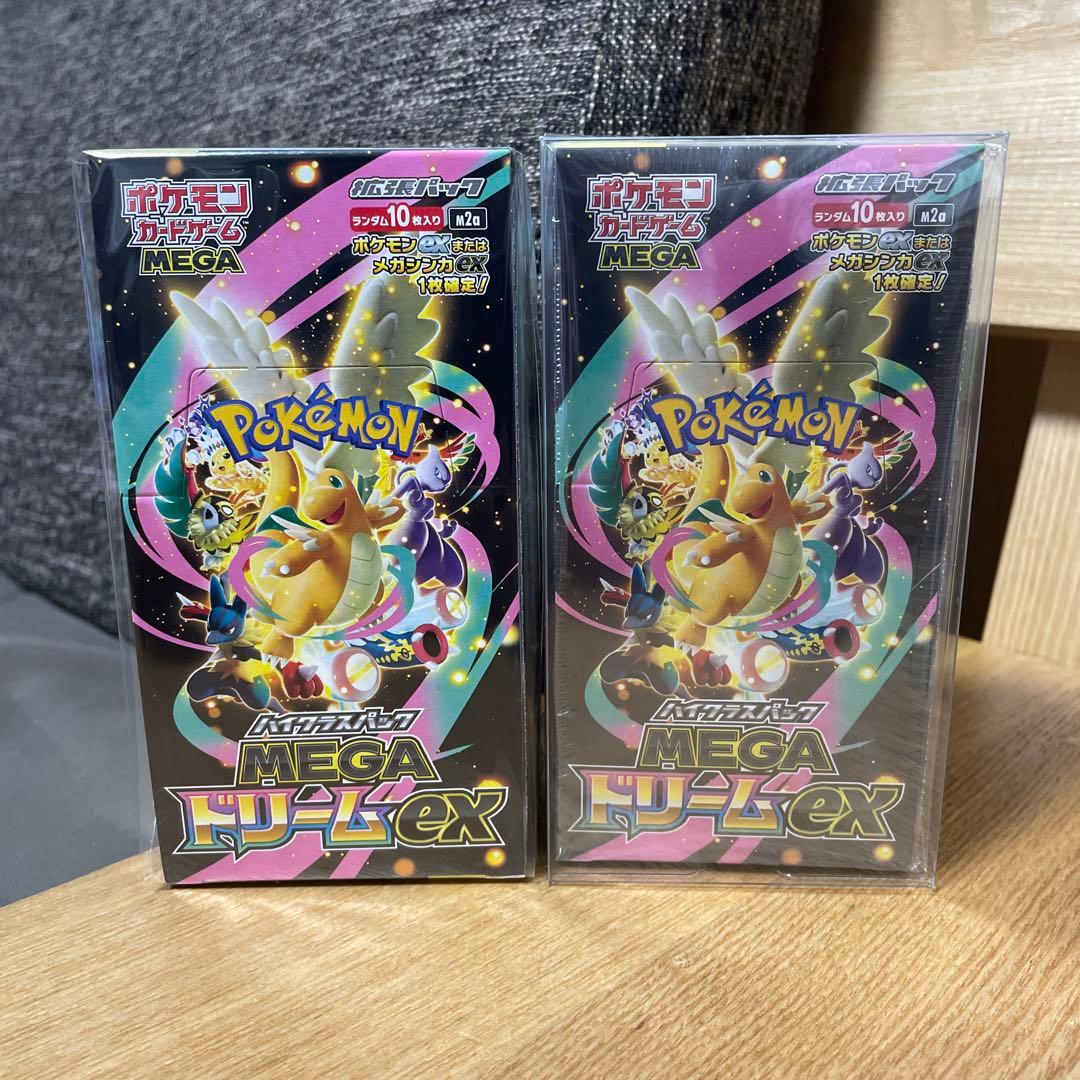 ポケモン
カードゲーム
MEGA
拡張パック
ランダム10枚入り M2a
ポケモンexまたは
メガシンカex
1枚確定!
POKéMON
ハイクラスパック
MEGA
ドリームex
ポケモン
カードゲーム
MEGA
拡張パック
ランダム10枚入り M2a
ポケモンexまたは
メガシンカex
1枚確定!
POKéMON
ハイクラスパック
MEGA
ドリームex